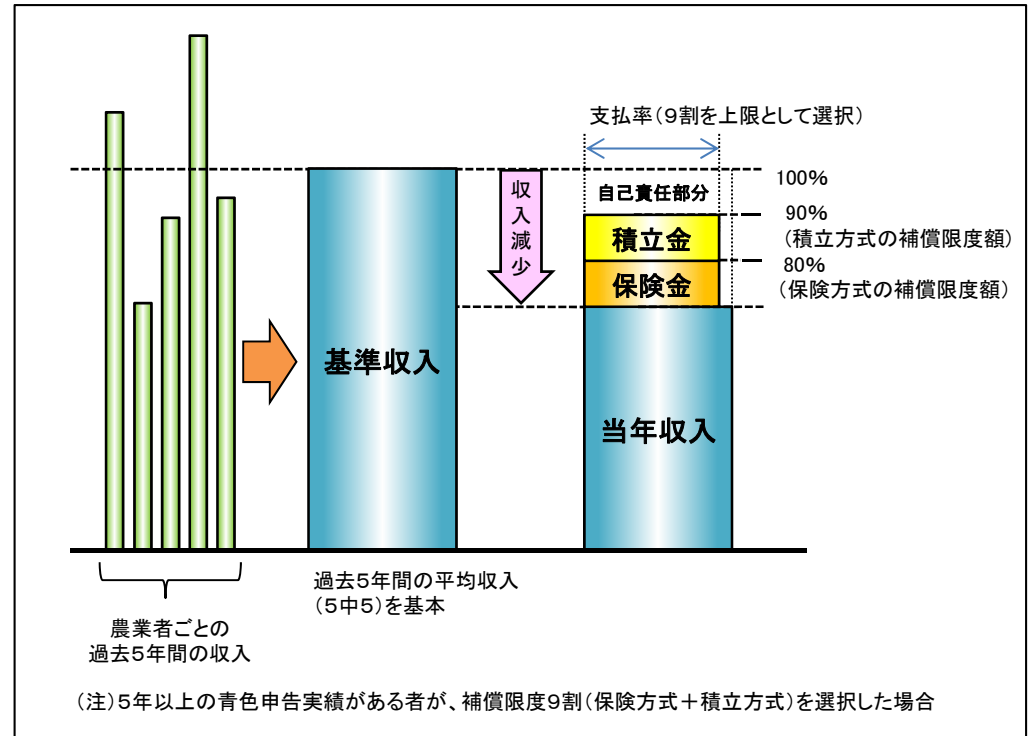 支払率(9割を上限として選択)
収入減少
自己責任部分
100%
90%
(積立方式の補償限度額)
80%
(保険方式の補償限度額)
積立金
保険金
基準収入
当年収入
過去5年間の平均収入
(5中5)を基本
農業者ごとの
過去5年間の収入
(注)5年以上の青色申告実績がある者が、補償限度9割(保険方式+積立方式)を選択した場合